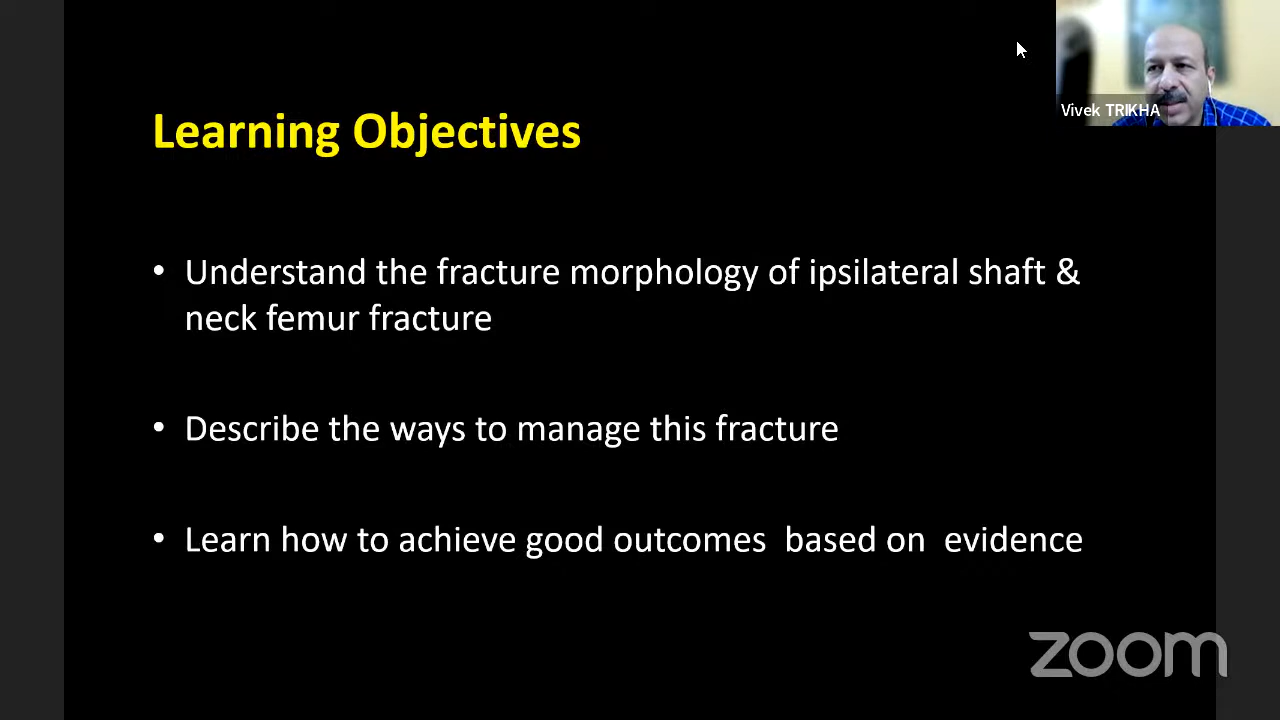 Vivek TRIKHA
Learning Objectives
• Understand the fracture morphology of ipsilateral shaft &
neck femur fracture
• Describe the ways to manage this fracture
• Learn how to achieve good outcomes  based on  evidence
zoom